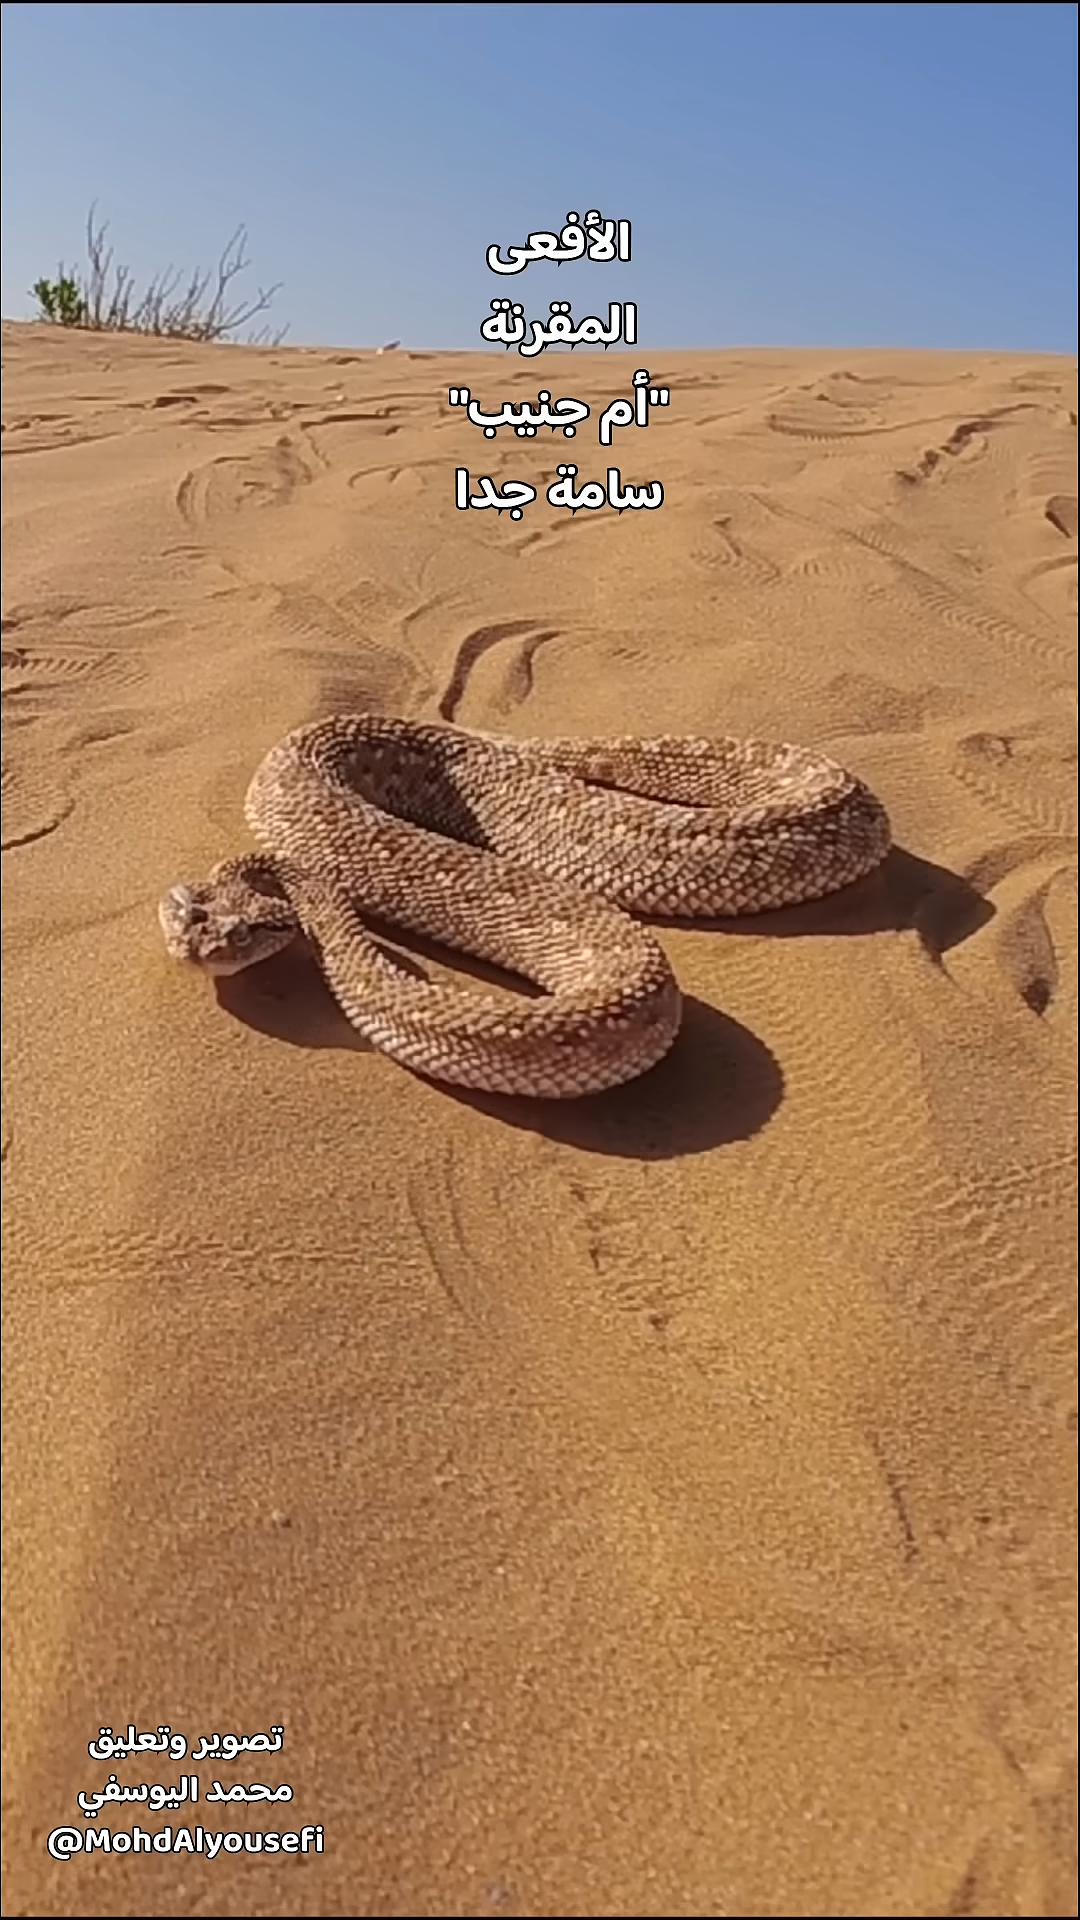 الأفعى
المقرنة
"أم جنيب"
سامة جدا
تصوير وتعليق
محمد اليوسفي
@MohdAlyousefi